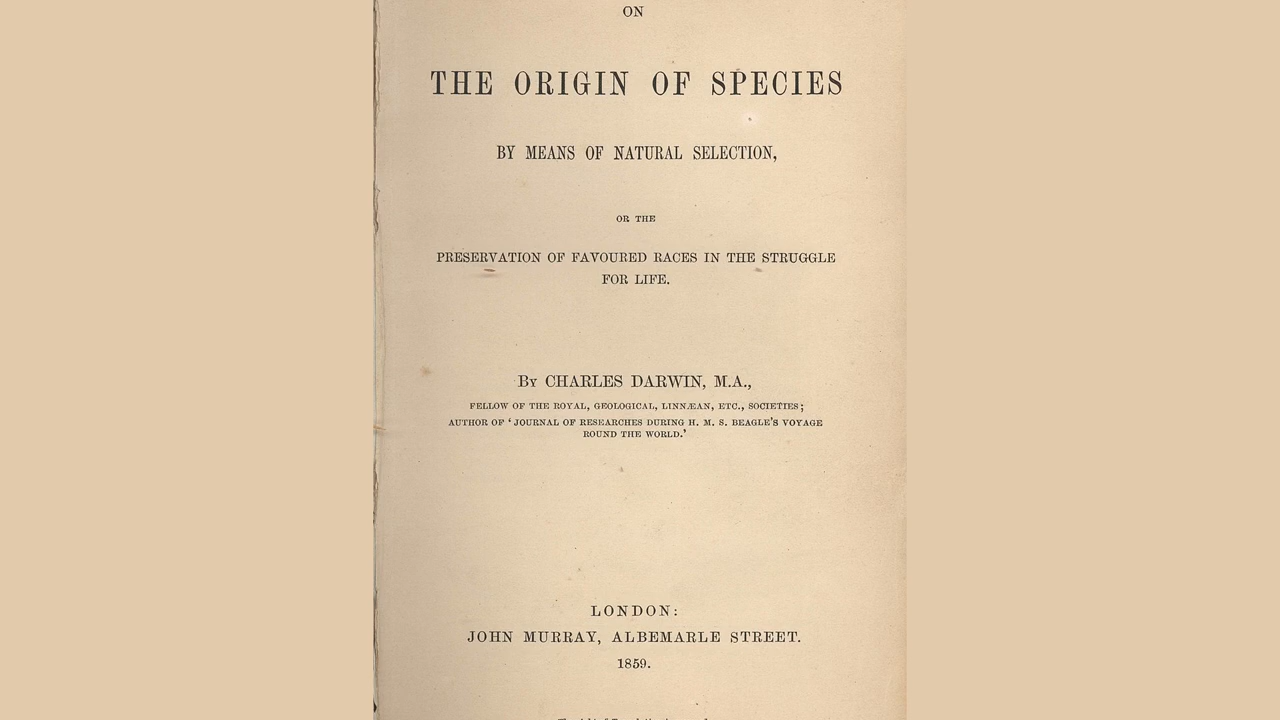 ON
THE ORIGIN OF SPECIES
BY MEANS OF NATURAL SELECTION,
OR THE
PRESERVATION OF FAVOURED RACES IN THE STRUGGLE
FOR LIFE.
By CHARLES DARWIN, M.A.,
FELLOW OF THE ROYAL, GEOLOGICAL, LINNÆAN, ETC., SOCIETIES;
AUTHOR OF ‘JOURNAL OF RESEARCHES DURING H. M. S. BEAGLE’S VOYAGE
ROUND THE WORLD.’
LONDON:
JOHN MURRAY, ALBEMARLE STREET.
1859.